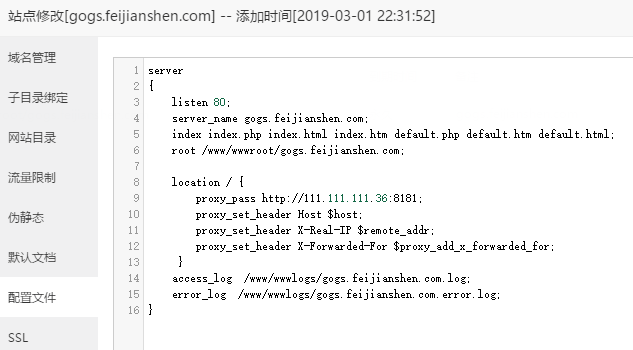 站点修改[gogs.feijianshen.com] -- 添加时间[2019-03-01 22:31:52]
域名管理
子目录绑定
网站目录
流量限制
伪静态
默认文档
配置文件
SSL
1 server
2 {
3 listen 80;
4 server_name gogs.feijianshen.com;
5 index index.php index.html index.htm default.php default.htm default.html;
6 root /www/wwwroot/gogs.feijianshen.com;
7
8 location / {
9 proxy_pass http://111.111.111.36:8181;
10 proxy_set_header Host $host;
11 proxy_set_header X-Real-IP $remote_addr;
12 proxy_set_header X-Forwarded-For $proxy_add_x_forwarded_for;
13 }
14 access_log /www/wwwlogs/gogs.feijianshen.com.log;
15 error_log /www/wwwlogs/gogs.feijianshen.com.error.log;
16 }